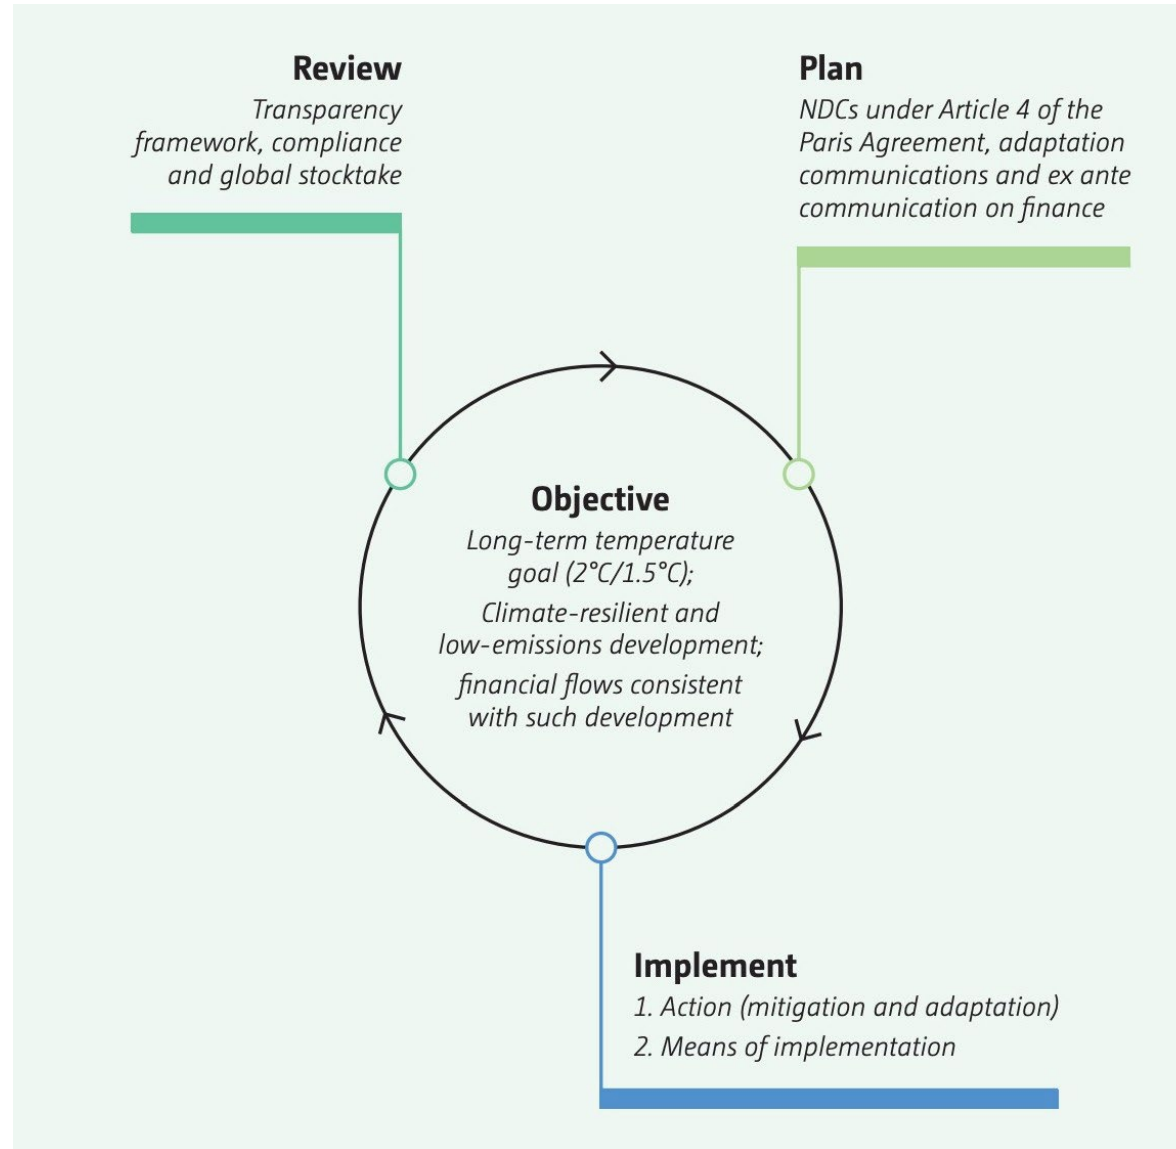 Review
Transparency
framework, compliance
and global stocktake
Plan
NDCs under Article 4 of the
Paris Agreement, adaptation
communications and ex ante
communication on finance
Objective
Long-term temperature
goal (2°C/1.5°C);
Climate-resilient and
low-emissions development;
financial flows consistent
with such development
Implement
1. Action (mitigation and adaptation)
2. Means of implementation